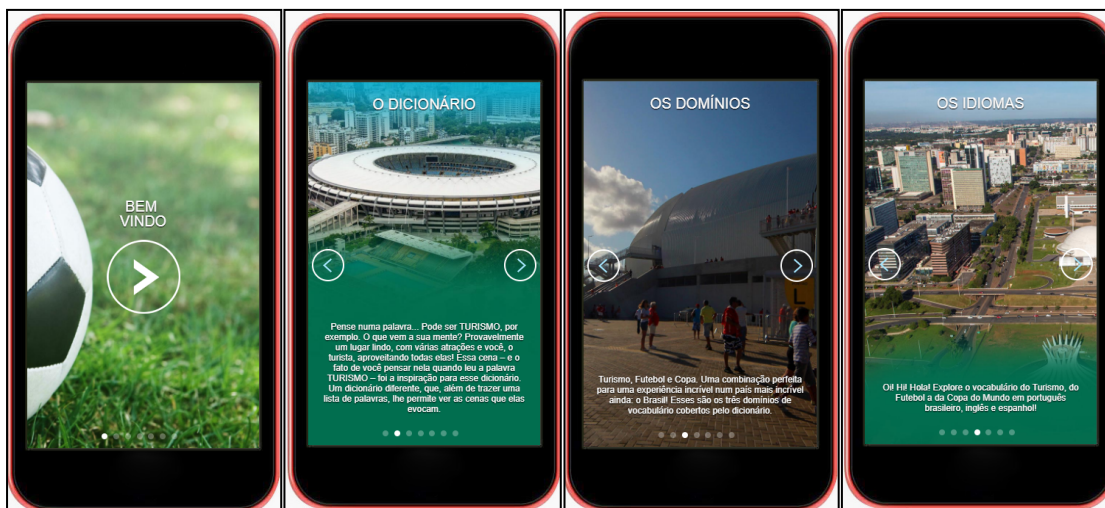 BEM
VINDO
O DICIONÁRIO
Pense numa palavra... Pode ser TURISMO, por
exemplo. O que vem a sua mente? Provavelmente
um lugar lindo, com várias atrações e você, o
turista, aproveitando todas elas! Essa cena – e o
fato de você pensar nela quando leu a palavra
TURISMO – foi a inspiração para esse dicionário.
Um dicionário diferente, que, além de trazer uma
lista de palavras, lhe permite ver as cenas que elas
evocam.
OS DOMÍNIOS
L
Turismo, Futebol e Copa. Uma combinação perfeita
para uma experiência incrível num país mais incrível
ainda: o Brasil! Esses são os três domínios de
vocabulário cobertos pelo dicionário.
OS IDIOMAS
Oi! Hi! Hola! Explore o vocabulário do Turismo, do
Futebol a da Copa do Mundo em português
brasileiro, inglês e espanhol!